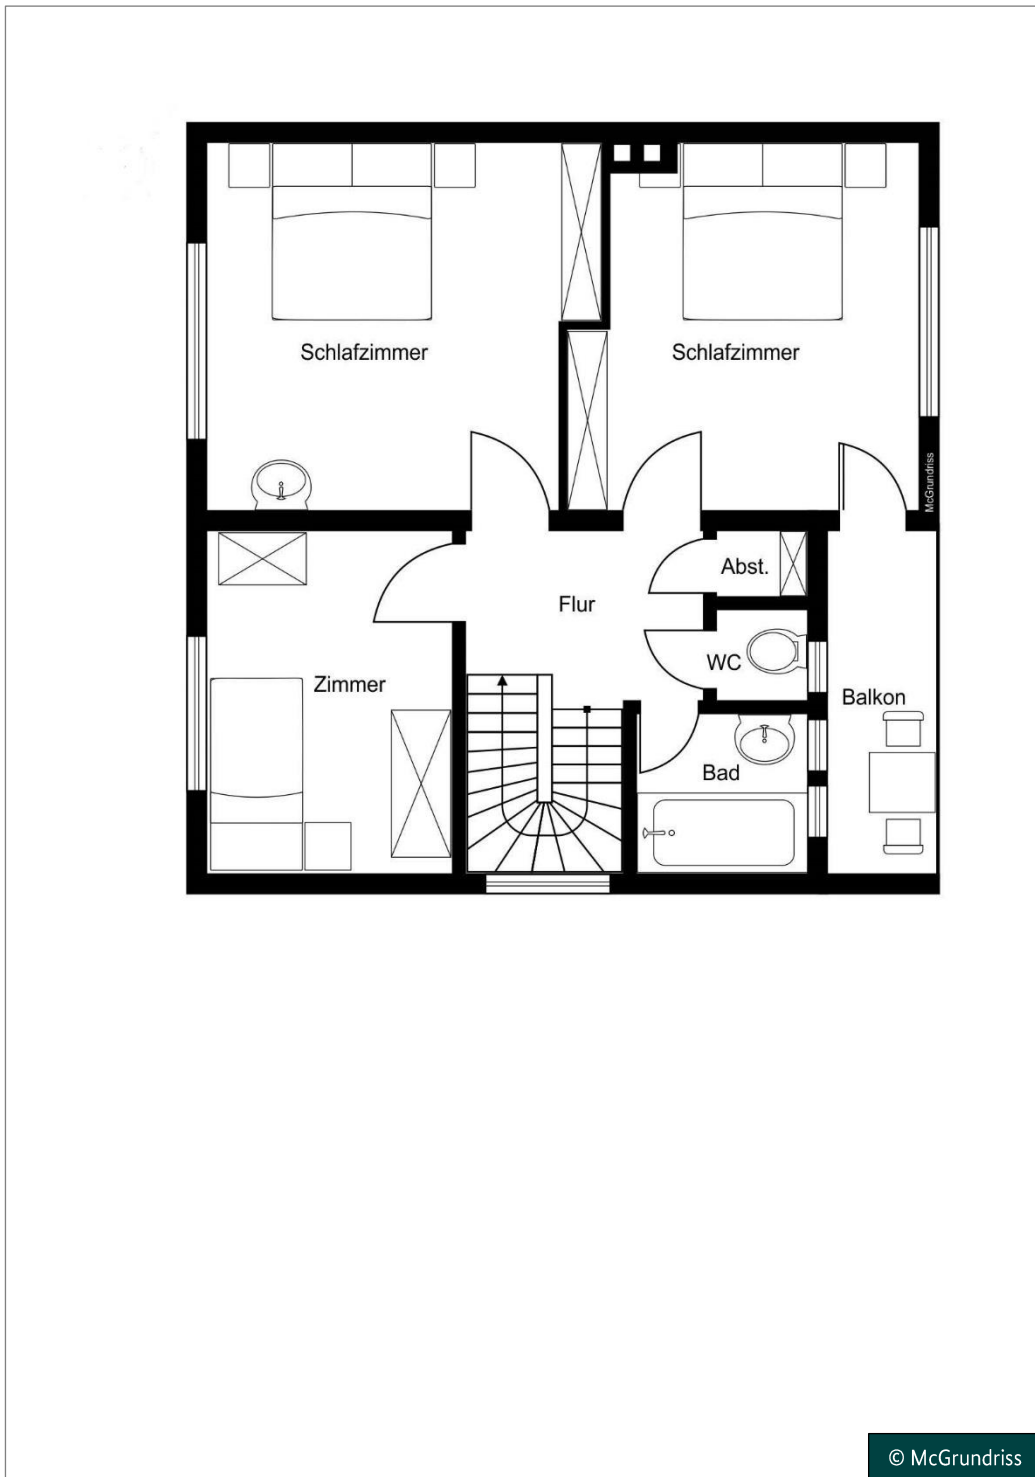 Schlafzimmer
Schlafzimmer
McGrundriss
Abst.
Flur
WC
Zimmer
Balkon
Bad
© McGrundriss